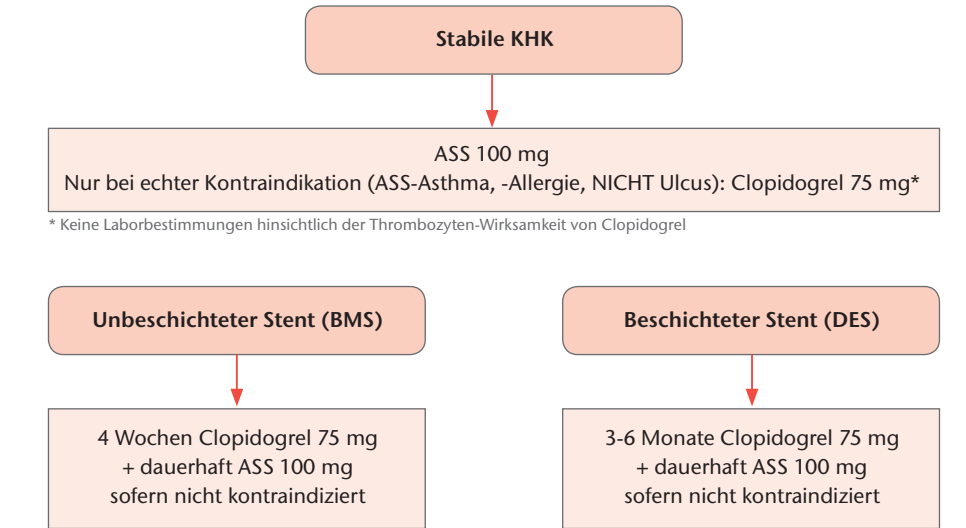 Stabile KHK
ASS 100 mg
Nur bei echter Kontraindikation (ASS-Asthma, -Allergie, NICHT Ulcus): Clopidogrel 75 mg*
* Keine Laborbestimmungen hinsichtlich der Thrombozyten-Wirksamkeit von Clopidogrel
Unbeschichteter Stent (BMS)
4 Wochen Clopidogrel 75 mg
+ dauerhaft ASS 100 mg
sofern nicht kontraindiziert
Beschichteter Stent (DES)
3-6 Monate Clopidogrel 75 mg
+ dauerhaft ASS 100 mg
sofern nicht kontraindiziert